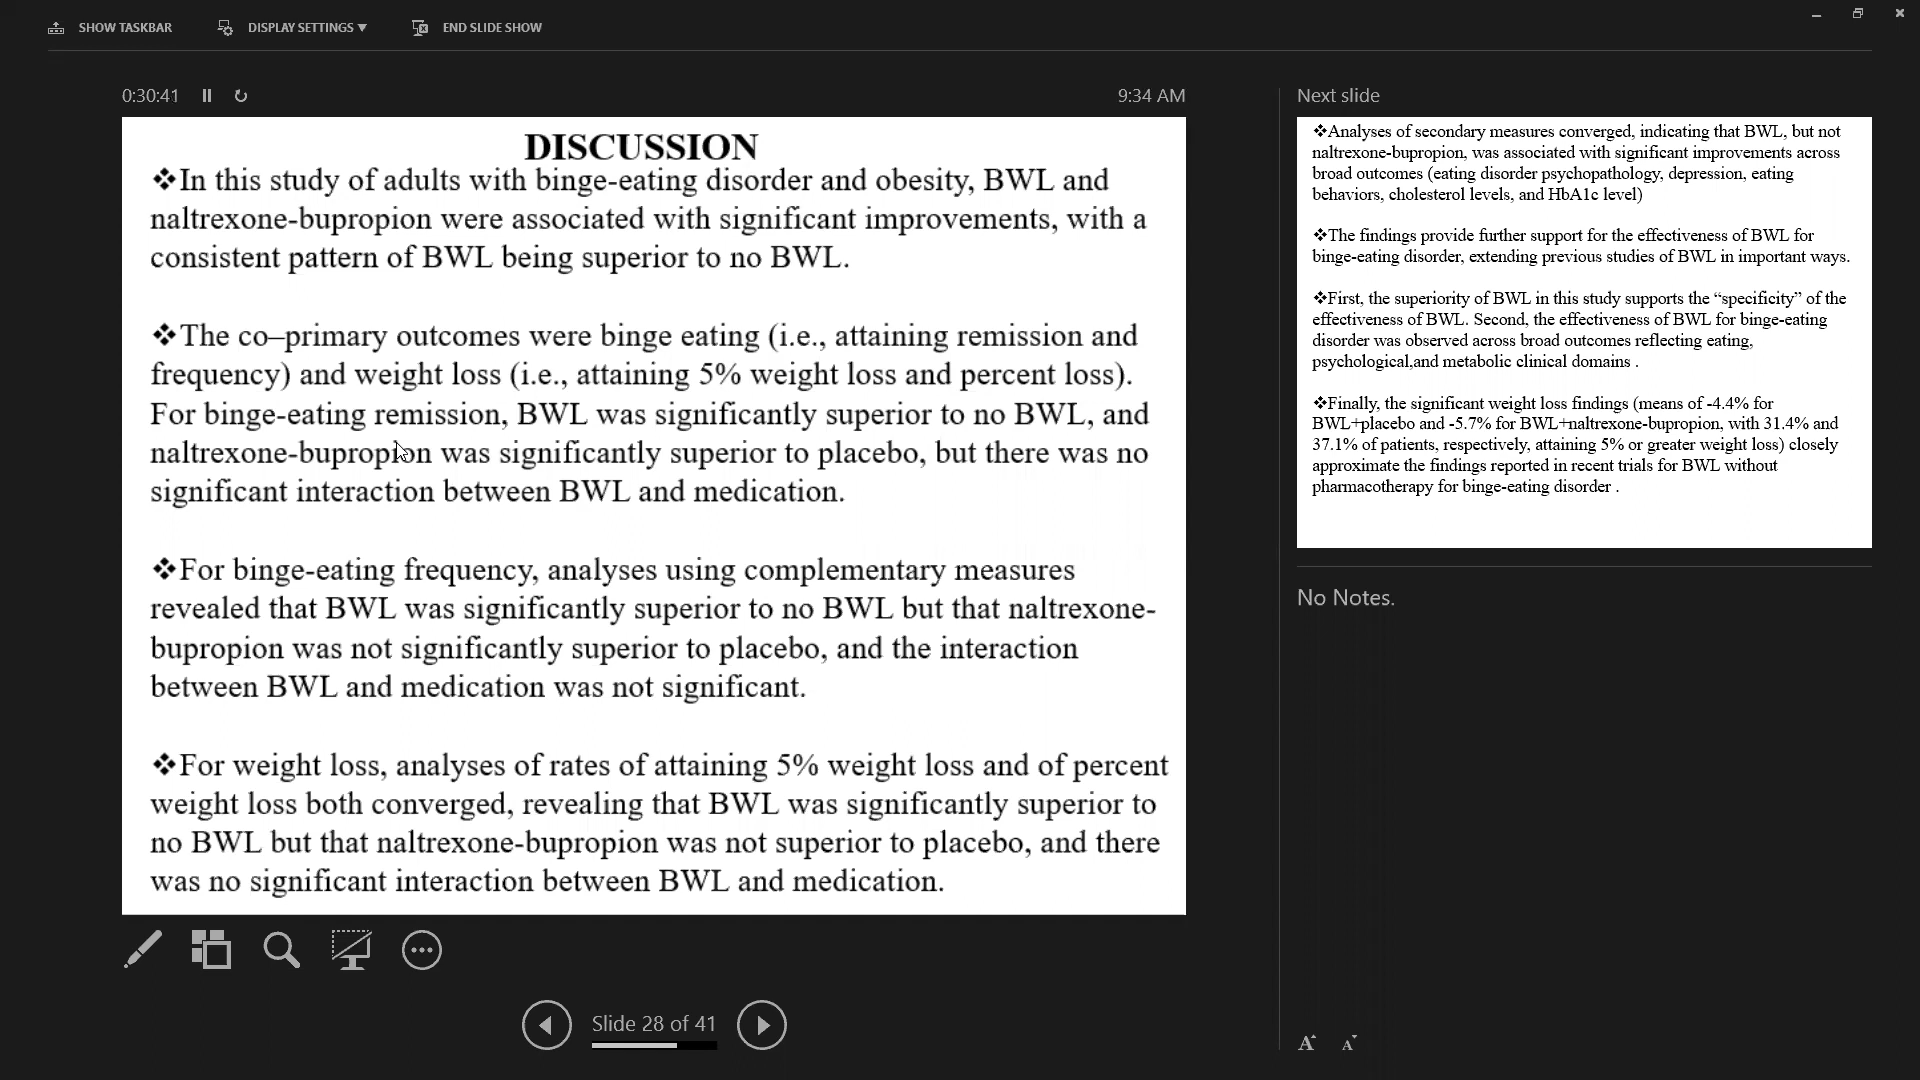 SHOW TASKBAR
DISPLAY SETTINGS ▼
END SLIDE SHOW
0:30:41
9:34 AM
DISCUSSION
❖In this study of adults with binge-eating disorder and obesity, BWL and
naltrexone-bupropion were associated with significant improvements, with a
consistent pattern of BWL being superior to no BWL.
❖The co–primary outcomes were binge eating (i.e., attaining remission and
frequency) and weight loss (i.e., attaining 5% weight loss and percent loss).
For binge-eating remission, BWL was significantly superior to no BWL, and
naltrexone-bupropion was significantly superior to placebo, but there was no
significant interaction between BWL and medication.
❖For binge-eating frequency, analyses using complementary measures
revealed that BWL was significantly superior to no BWL but that naltrexone-
bupropion was not significantly superior to placebo, and the interaction
between BWL and medication was not significant.
❖For weight loss, analyses of rates of attaining 5% weight loss and of percent
weight loss both converged, revealing that BWL was significantly superior to
no BWL but that naltrexone-bupropion was not superior to placebo, and there
was no significant interaction between BWL and medication.
Slide 28 of 41
Next slide
❖Analyses of secondary measures converged, indicating that BWL, but not
naltrexone-bupropion, was associated with significant improvements across
broad outcomes (eating disorder psychopathology, depression, eating
behaviors, cholesterol levels, and HbA1c level)
❖The findings provide further support for the effectiveness of BWL for
binge-eating disorder, extending previous studies of BWL in important ways.
❖First, the superiority of BWL in this study supports the “specificity” of the
effectiveness of BWL. Second, the effectiveness of BWL for binge-eating
disorder was observed across broad outcomes reflecting eating,
psychological,and metabolic clinical domains .
❖Finally, the significant weight loss findings (means of -4.4% for
BWL+placebo and -5.7% for BWL+naltrexone-bupropion, with 31.4% and
37.1% of patients, respectively, attaining 5% or greater weight loss) closely
approximate the findings reported in recent trials for BWL without
pharmacotherapy for binge-eating disorder .
No Notes.
A A